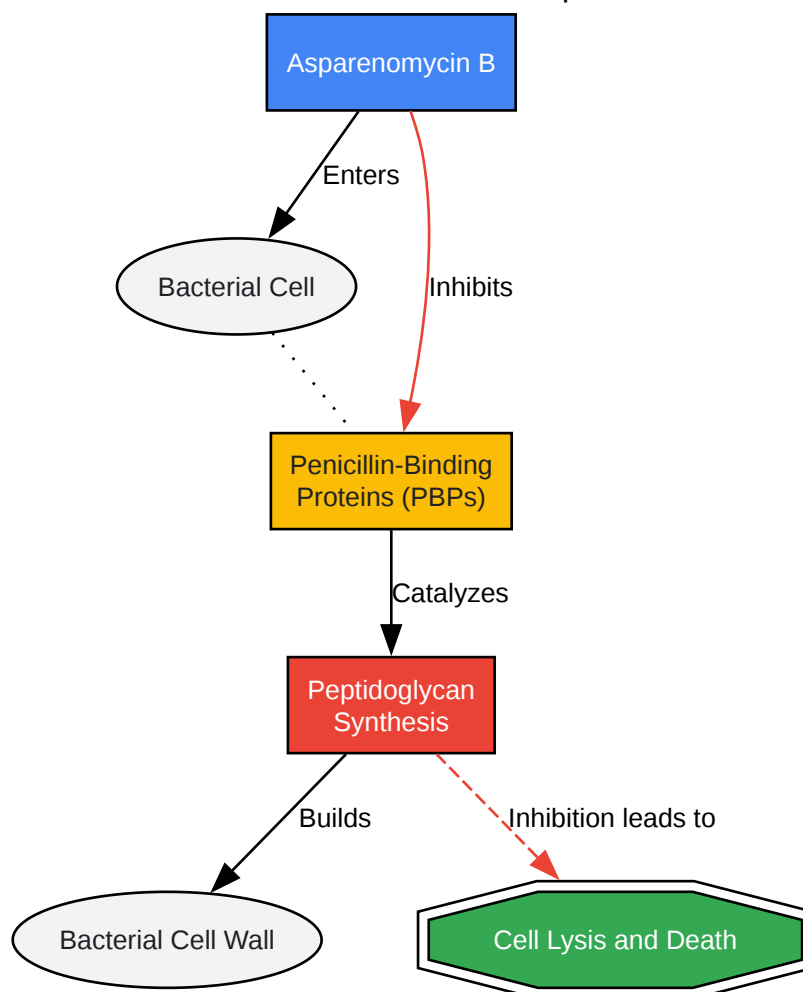 Asparenomycin B
Enters
Bacterial Cell
Inhibits
Penicillin-Binding
Proteins (PBPs)
Catalyzes
Peptidoglycan
Synthesis
Builds
Inhibition leads to
Bacterial Cell Wall
Cell Lysis and Death